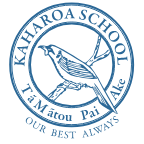 KAHAROA SCHOOL
Tā Mātou Pai Ake
OUR BEST ALWAYS